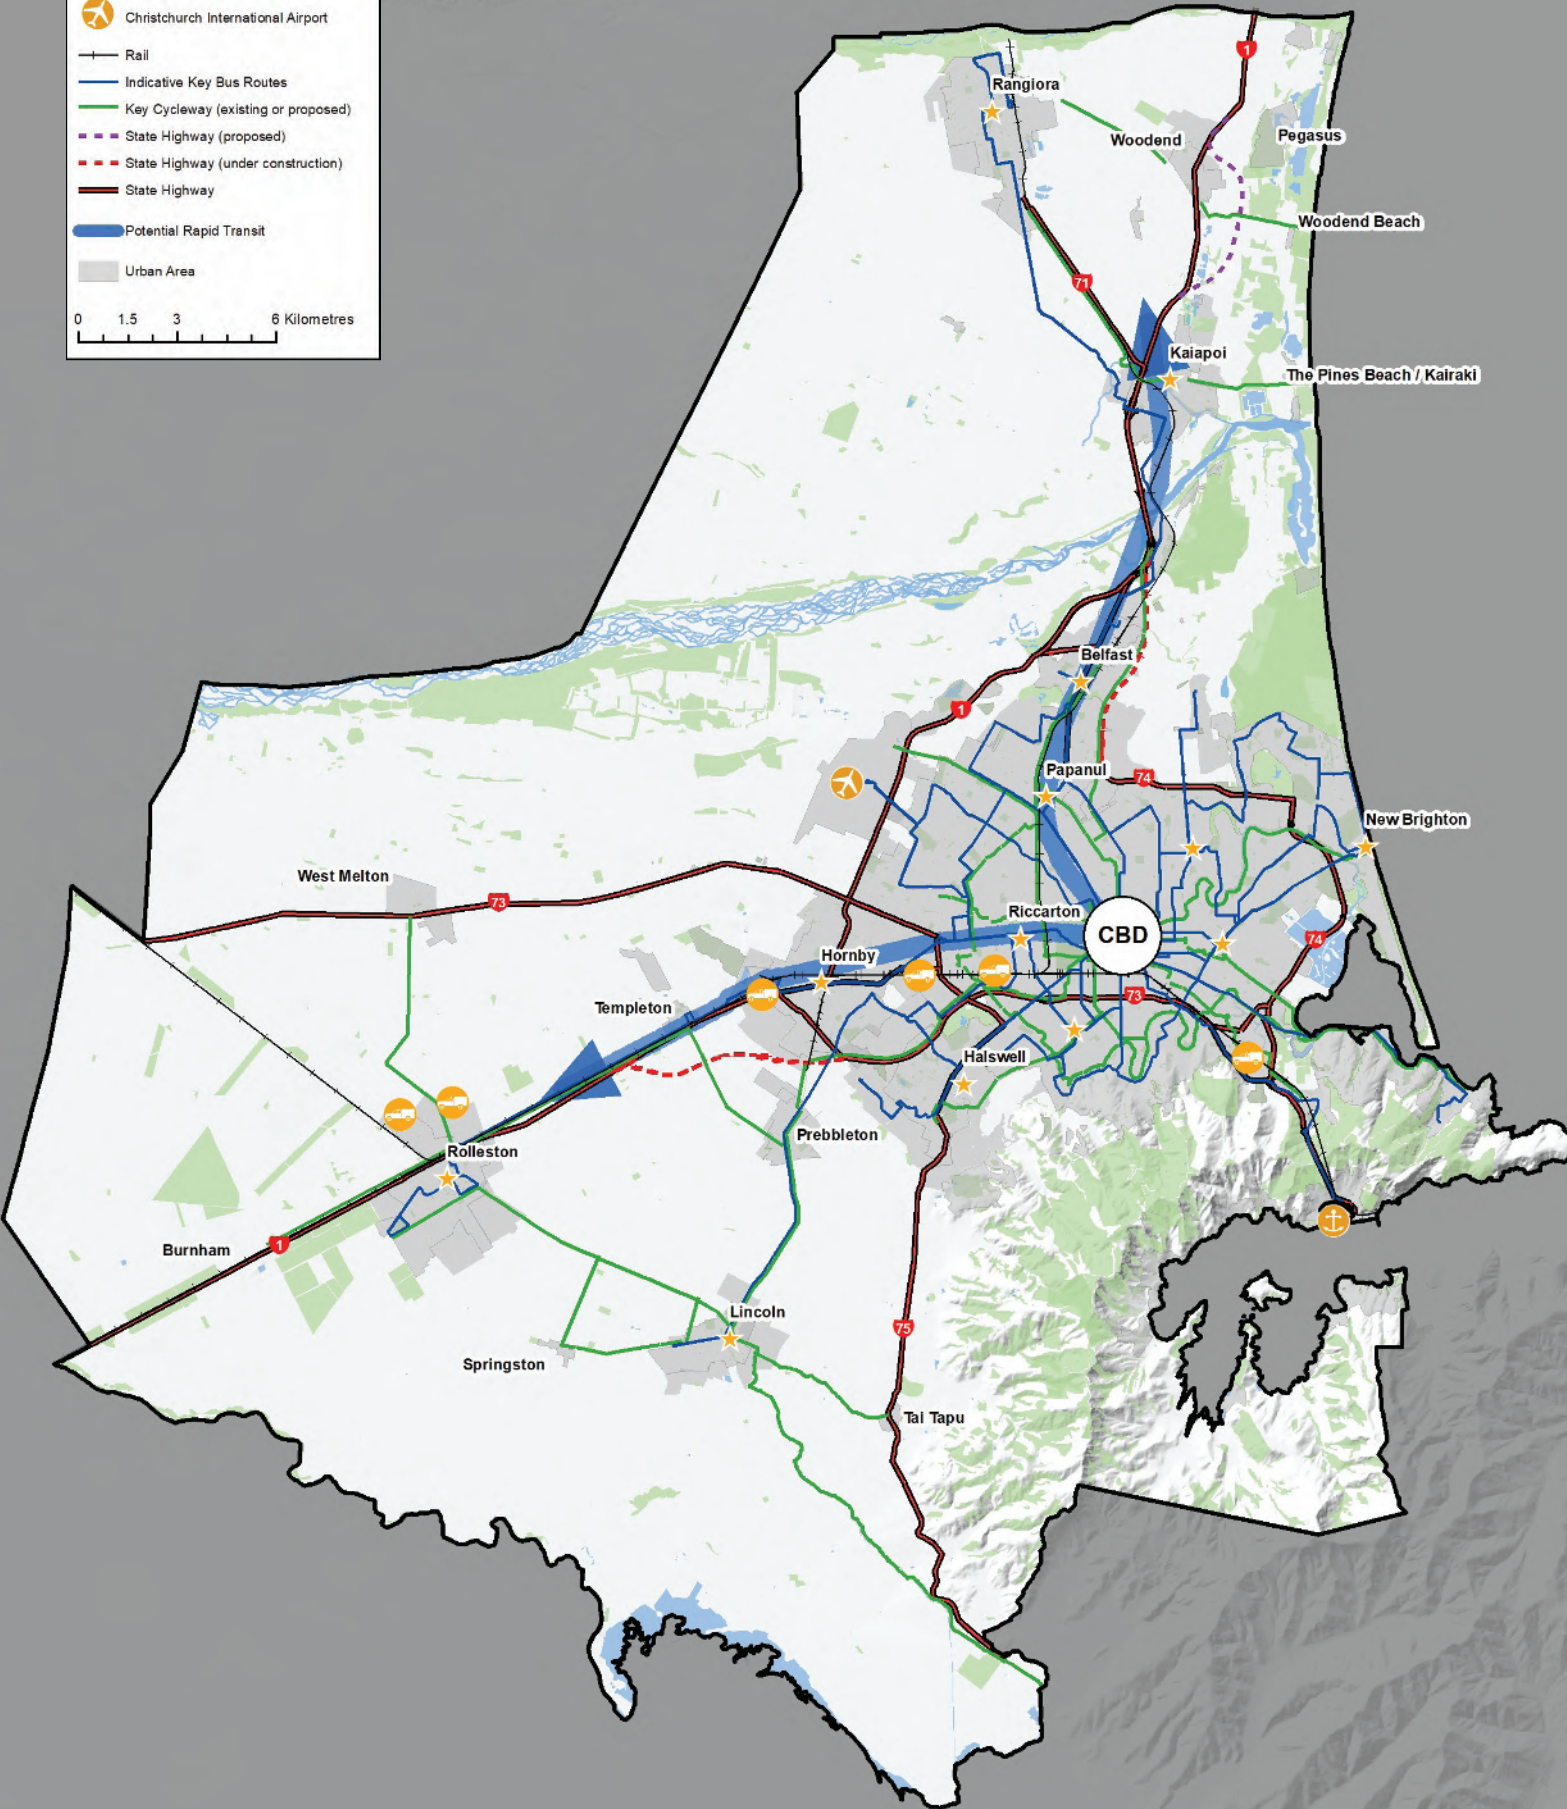 Christchurch International Airport
Rail
Indicative Key Bus Routes
Key Cycleway (existing or proposed)
State Highway (proposed)
State Highway (under construction)
State Highway
Potential Rapid Transit
Urban Area
0 1.5 3 6 Kilometres
1
Rangiora
Woodend
Pegasus
Woodend Beach
71
Kaiapoi
The Pines Beach / Kairaki
Belfast
1
Papanui
74
New Brighton
West Melton
73
Riccarton
CBD
74
Hornby
73
Templeton
Halswell
Prebbleton
Rolleston
Burnham
1
Lincoln
75
Springston
Tai Tapu